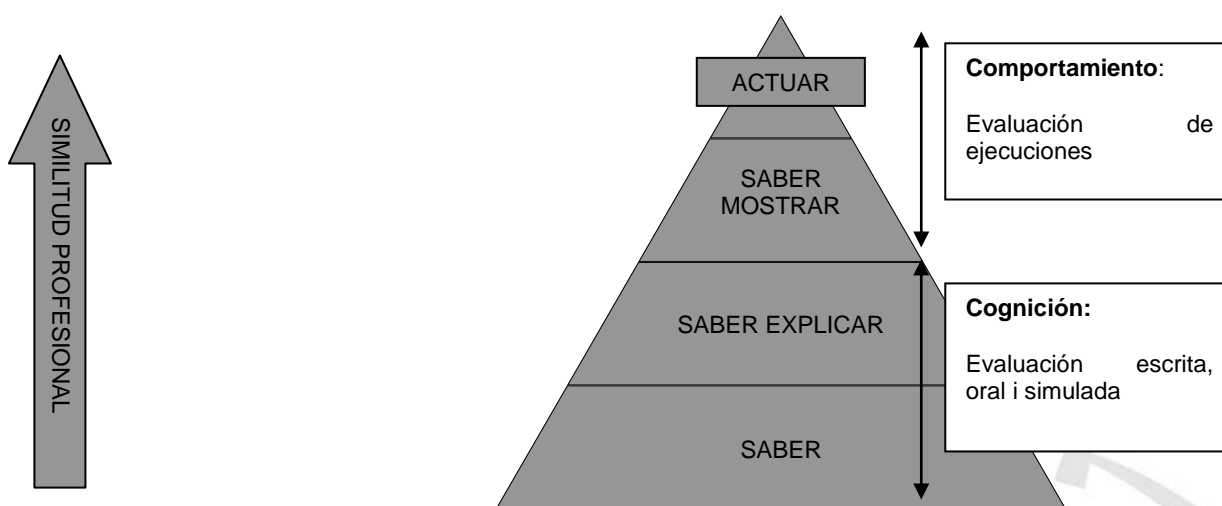 SIMILITUD PROFESIONAL
ACTUAR
SABER
MOSTRAR
SABER EXPLICAR
SABER
Comportamiento:
Evaluación de
ejecuciones
Cognición:
Evaluación escrita,
oral i simulada